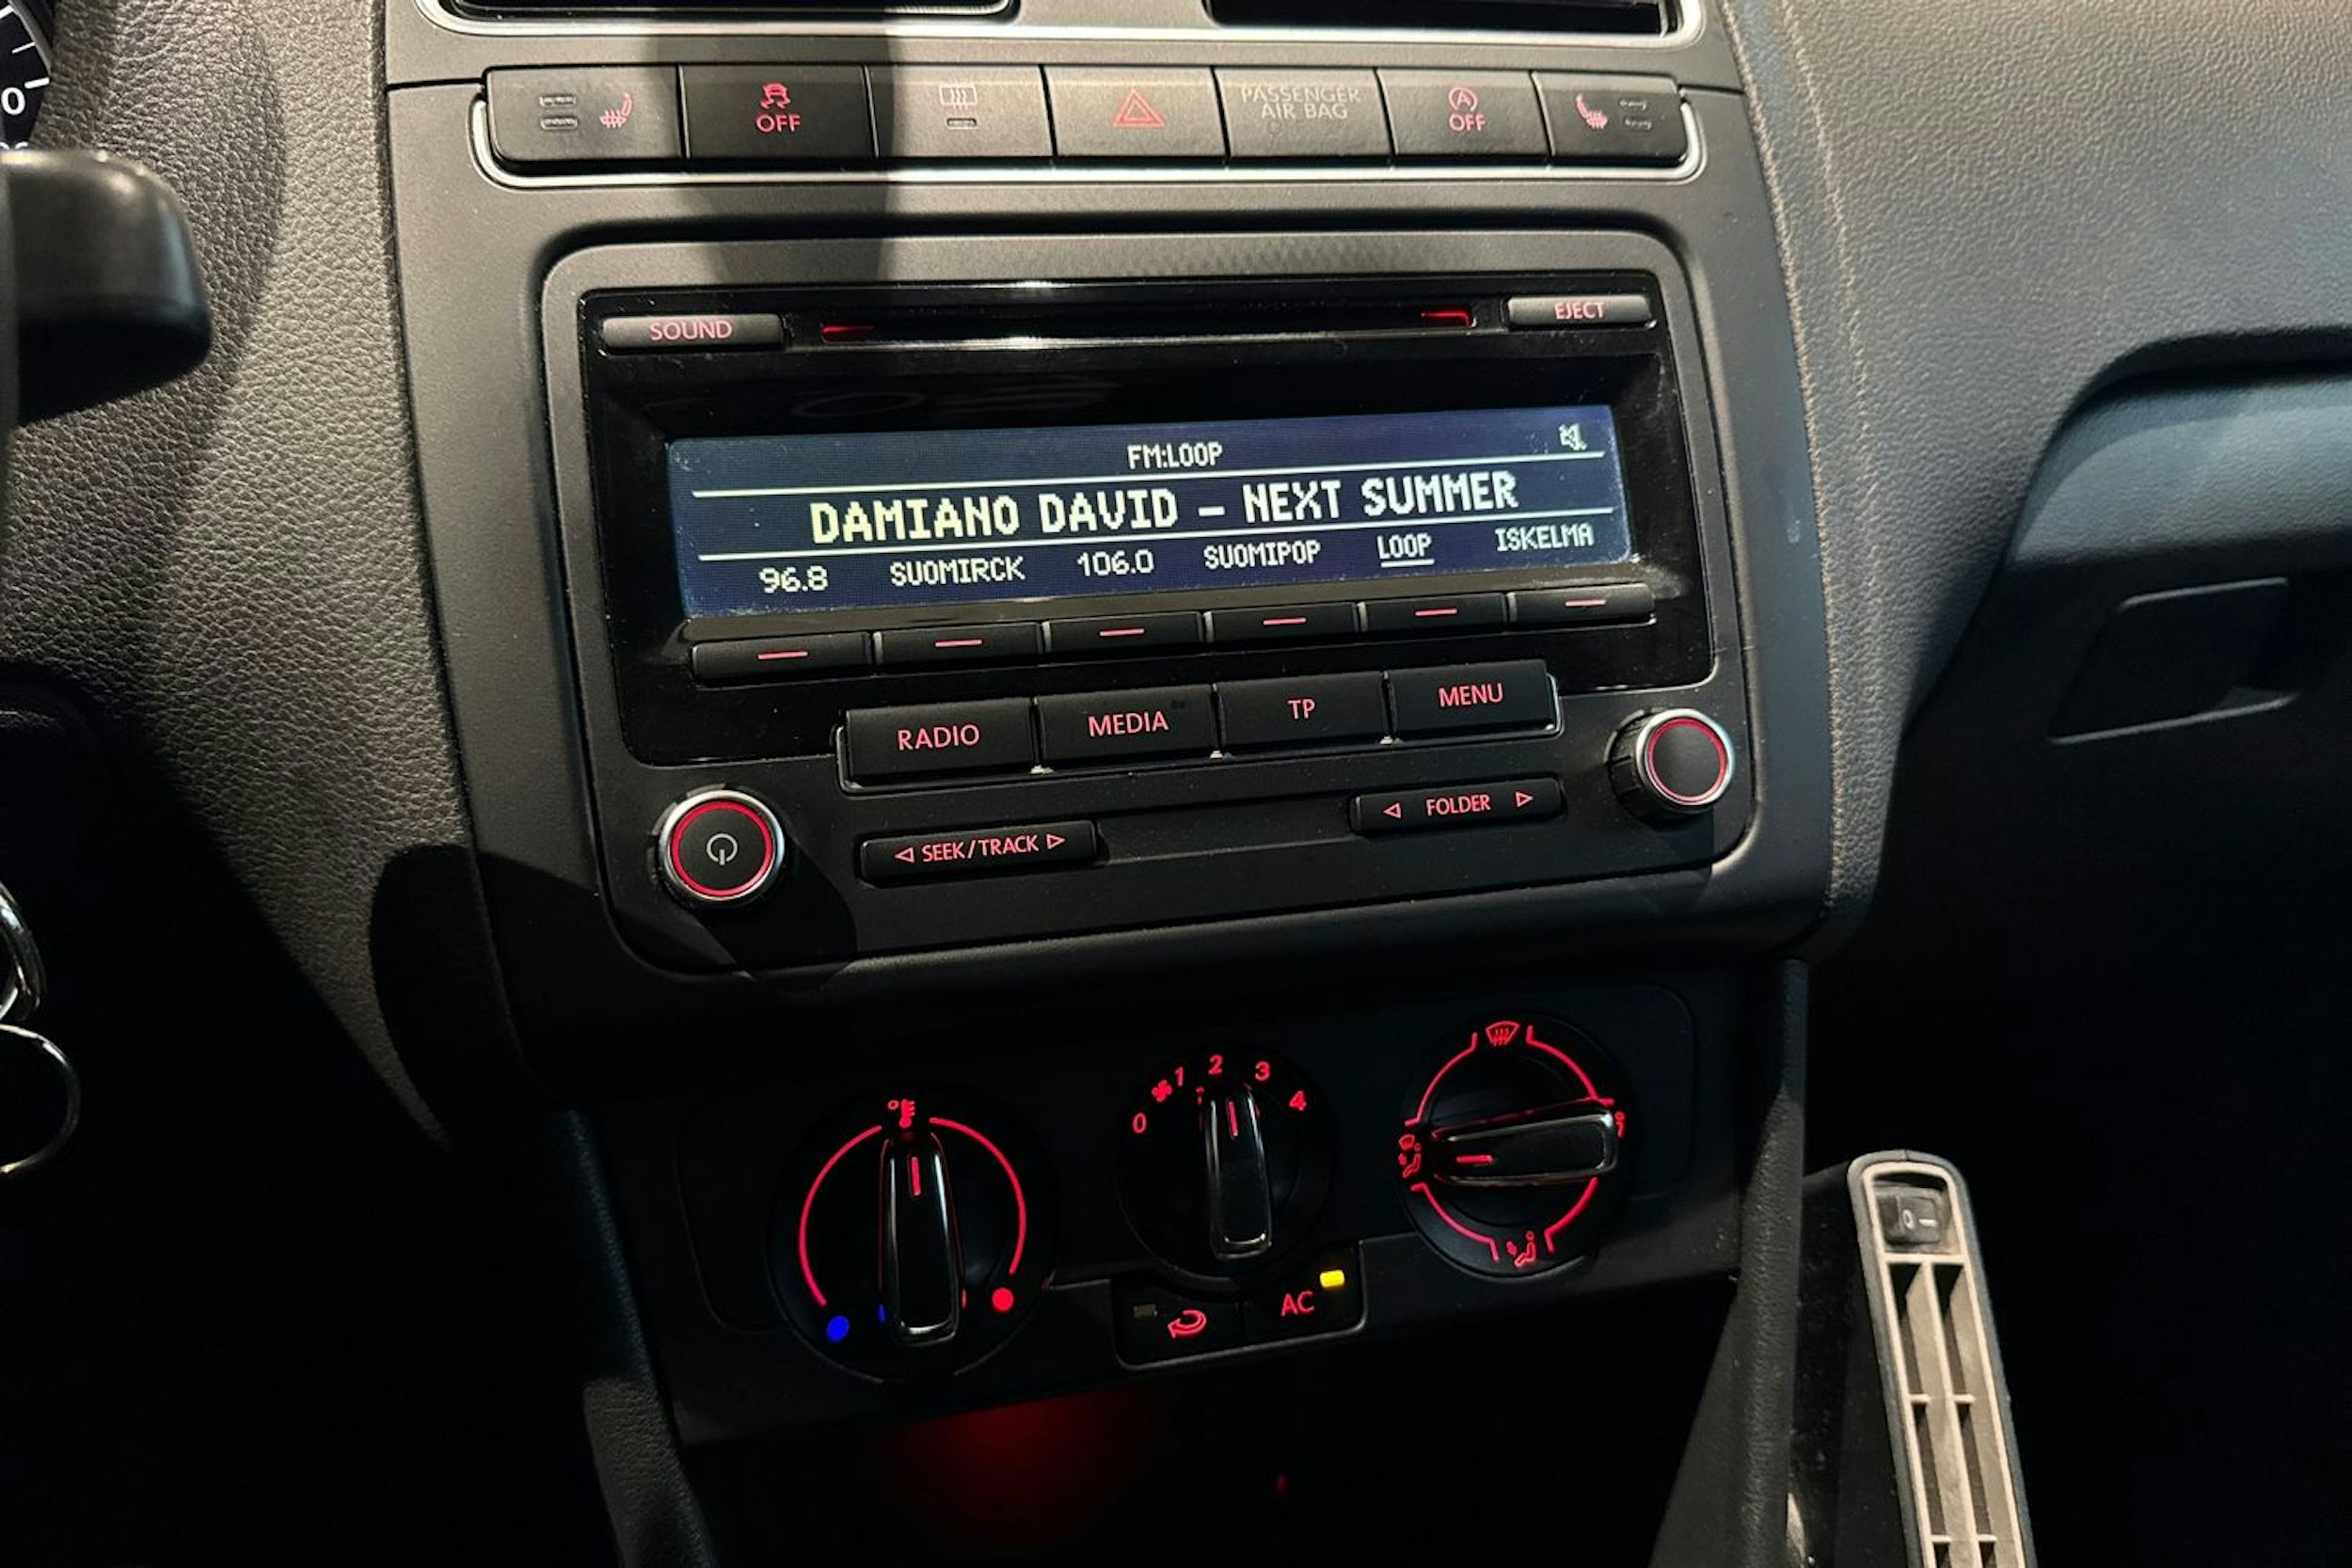 0
OFF
PASSENGER
AIR BAG
OFF
SOUND
EJECT
FM:LOOP
DAMIANO DAVID – NEXT SUMMER
96.8 SUOMIRCK 106.0 SUOMIPOP LOOP ISKELMA
RADIO MEDIA TP MENU
SEEK/TRACK
FOLDER
0 1 2 3 4
AC